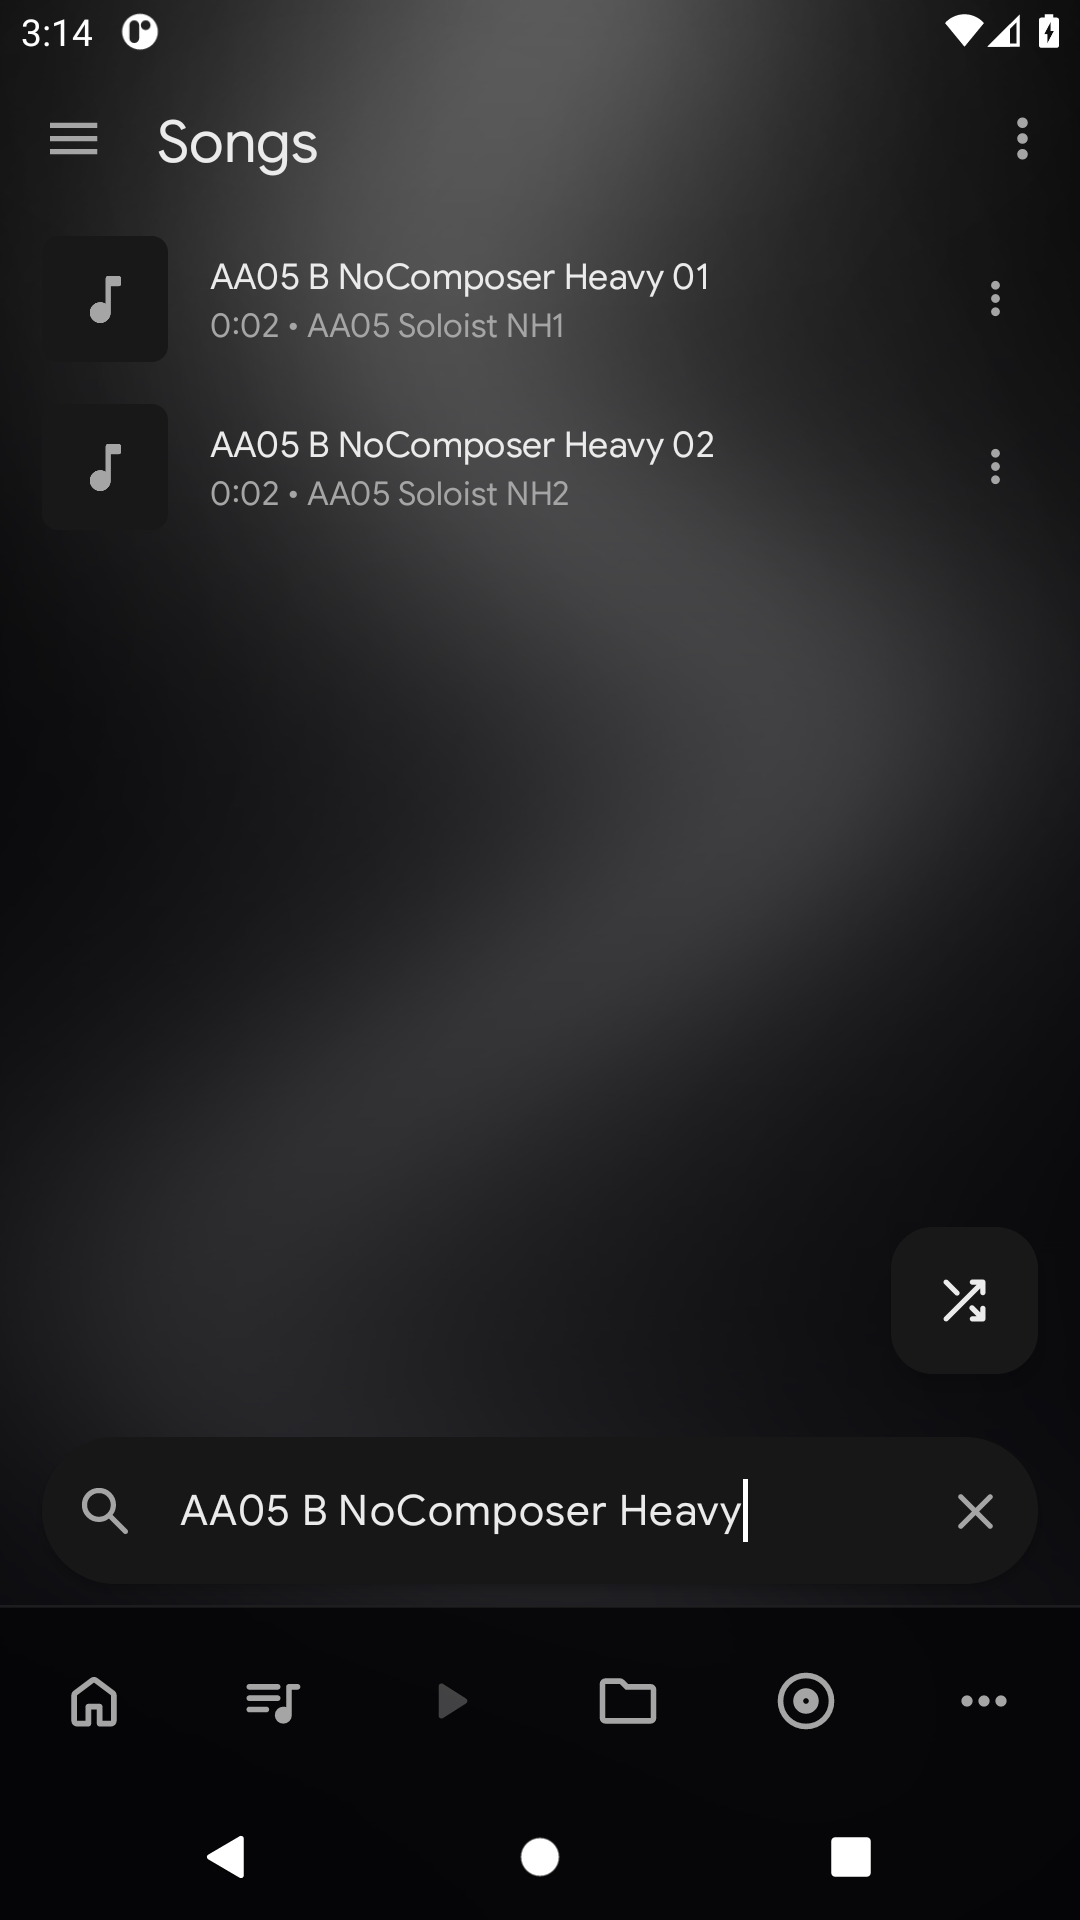 3:14
Songs
AA05 B NoComposer Heavy 01
0:02 • AA05 Soloist NH1
AA05 B NoComposer Heavy 02
0:02 • AA05 Soloist NH2
AA05 B NoComposer Heavy